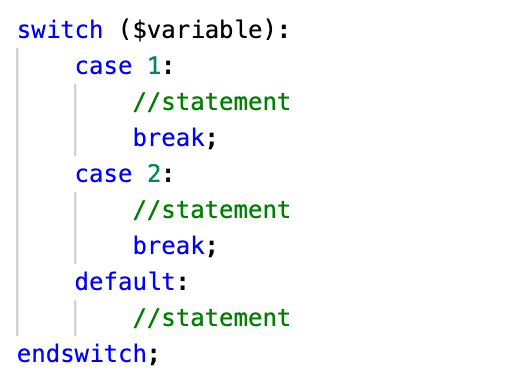 switch ($variable):
    case 1:
        //statement
        break;
    case 2:
        //statement
        break;
    default:
        //statement
endswitch;